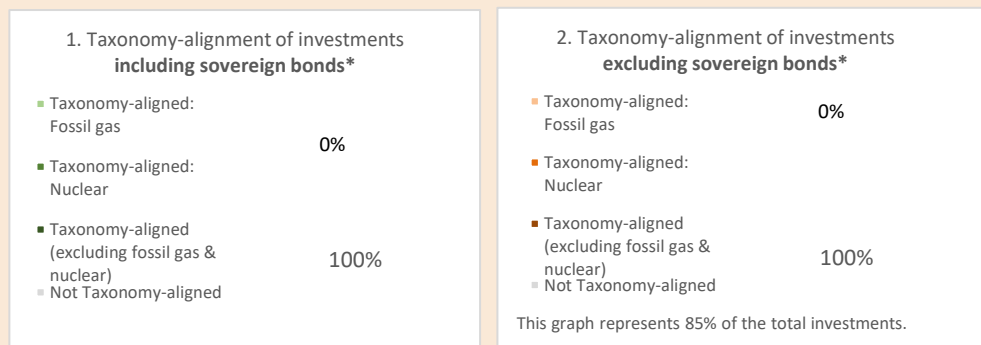 1. Taxonomy-alignment of investments
including sovereign bonds*
Taxonomy-aligned:
Fossil gas
0%
Taxonomy-aligned:
Nuclear
Taxonomy-aligned
(excluding fossil gas &
nuclear)
100%
Not Taxonomy-aligned
2. Taxonomy-alignment of investments
excluding sovereign bonds*
Taxonomy-aligned:
Fossil gas
0%
Taxonomy-aligned:
Nuclear
Taxonomy-aligned
(excluding fossil gas &
nuclear)
100%
Not Taxonomy-aligned
This graph represents 85% of the total investments.